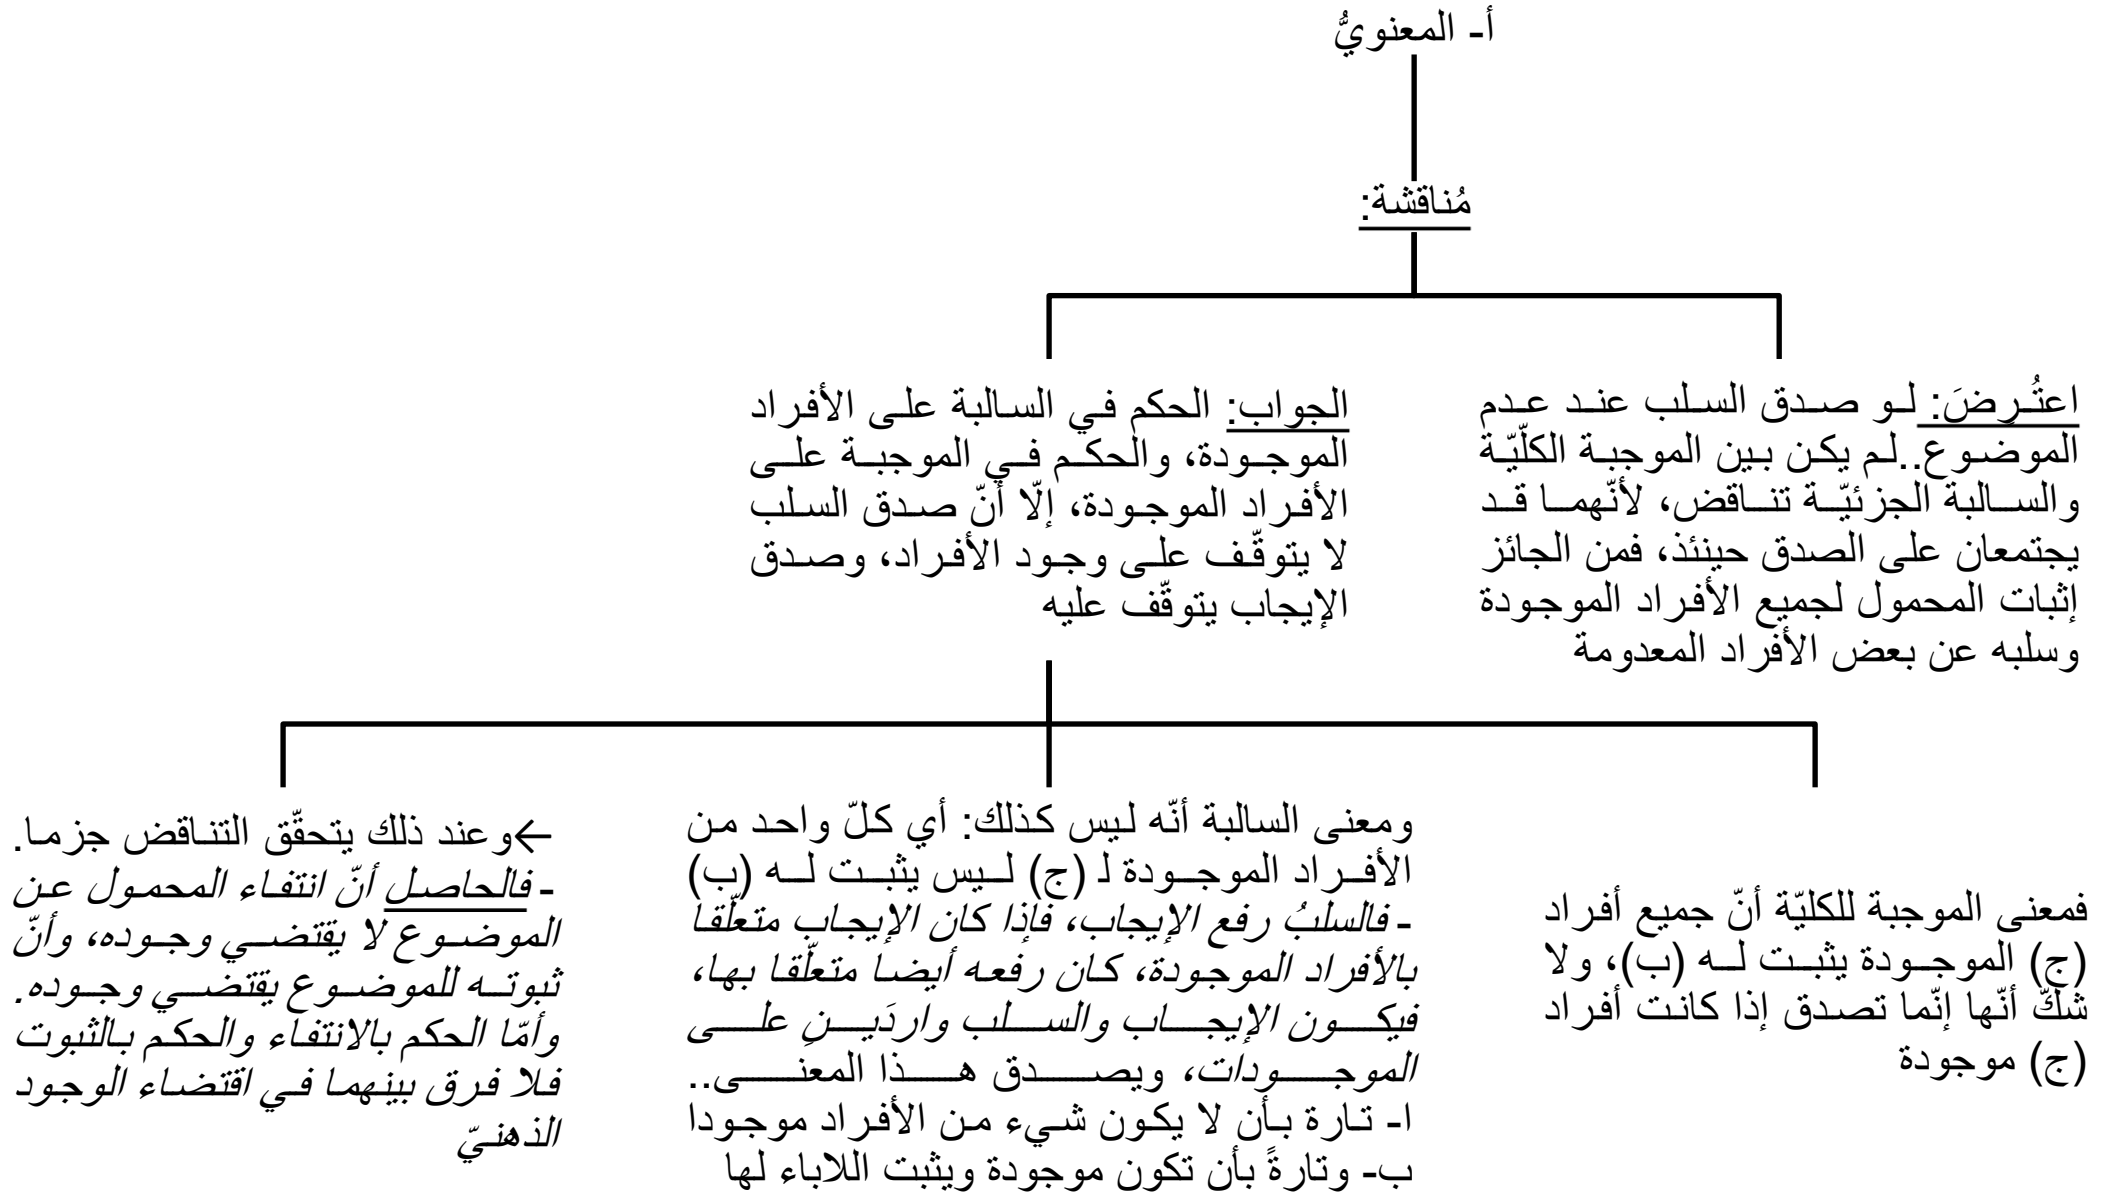 أ- المعنويُّ
مُناقشة:
اعتُرِضَ: لو صدق السلب عند عدم
الموضوع..لم يكن بين الموجبة الكلّيّة
والسالبة الجزئيّة تناقض، لأنّهما قد
يجتمعان على الصدق حينئذ، فمن الجائز
إثبات المحمول لجميع الأفراد الموجودة
وسلبه عن بعض الأفراد المعدومة
الجواب: الحكم في السالبة على الأفراد
الموجودة، والحكم في الموجبة على
الأفراد الموجودة، إلّا أنّ صدق السلب
لا يتوقّف على وجود الأفراد، وصدق
الإيجاب يتوقّف عليه
فمعنى الموجبة للكليّة أنّ جميع أفراد
(ج) الموجودة يثبت له (ب)، ولا
شكّ أنّها إنّما تصدق إذا كانت أفراد
(ج) موجودة
ومعنى السالبة أنّه ليس كذلك: أي كلّ واحد من
الأفراد الموجودة لـ (ج) ليس يثبت له (ب)
- فالسلبُ رفع الإيجاب، فإذا كان الإيجاب متعلّقا
بالأفراد الموجودة، كان رفعه أيضا متعلّقا بها،
فيكون الإيجاب والسلب واردَينِ على
الموجودات، ويصدق هذا المعنى..
ا- تارة بأن لا يكون شيء من الأفراد موجودا
ب- وتارةً بأن تكون موجودة ويثبت اللاباء لها
←وعند ذلك يتحقّق التناقض جزما.
- فالحاصل أنّ انتفاء المحمول عن
الموضوع لا يقتضي وجوده، وأنّ
ثبوته للموضوع يقتضي وجوده.
وأمّا الحكم بالانتفاء والحكم بالثبوت
فلا فرق بينهما في اقتضاء الوجود
الذهنيّ